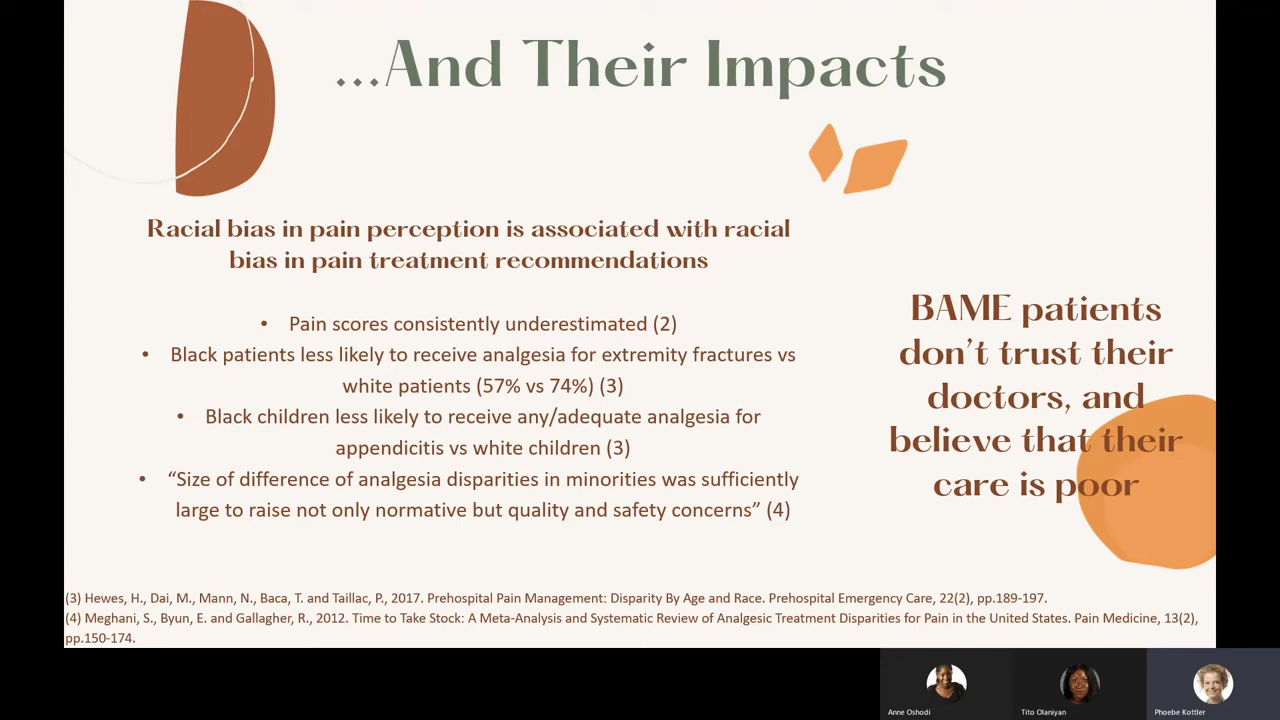 ...And Their Impacts
Racial bias in pain perception is associated with racial
bias in pain treatment recommendations
• Pain scores consistently underestimated (2)
• Black patients less likely to receive analgesia for extremity fractures vs
white patients (57% vs 74%) (3)
• Black children less likely to receive any/adequate analgesia for
appendicitis vs white children (3)
• “Size of difference of analgesia disparities in minorities was sufficiently
large to raise not only normative but quality and safety concerns” (4)
BAME patients
don’t trust their
doctors, and
believe that their
care is poor
(3) Hewes, H., Dai, M., Mann, N., Baca, T. and Taillac, P., 2017. Prehospital Pain Management: Disparity By Age and Race. Prehospital Emergency Care, 22(2), pp.189-197.
(4) Meghani, S., Byun, E. and Gallagher, R., 2012. Time to Take Stock: A Meta-Analysis and Systematic Review of Analgesic Treatment Disparities for Pain in the United States. Pain Medicine, 13(2),
pp.150-174.
Anne Oshodi
Tito Olaniyan
Phoebe Kottler